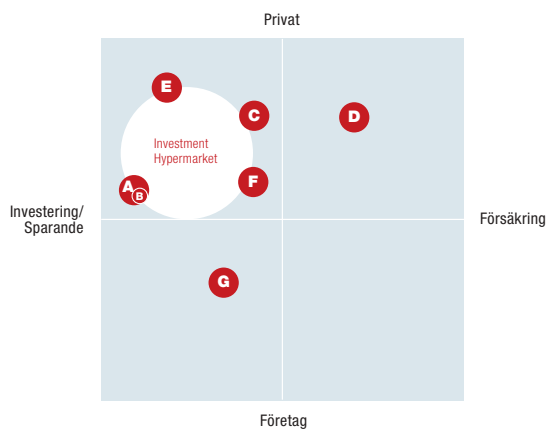 Privat
E
C
D
Investment
Hypermarket
A
B
F
Investering/
Sparande
Försäkring
G
Företag